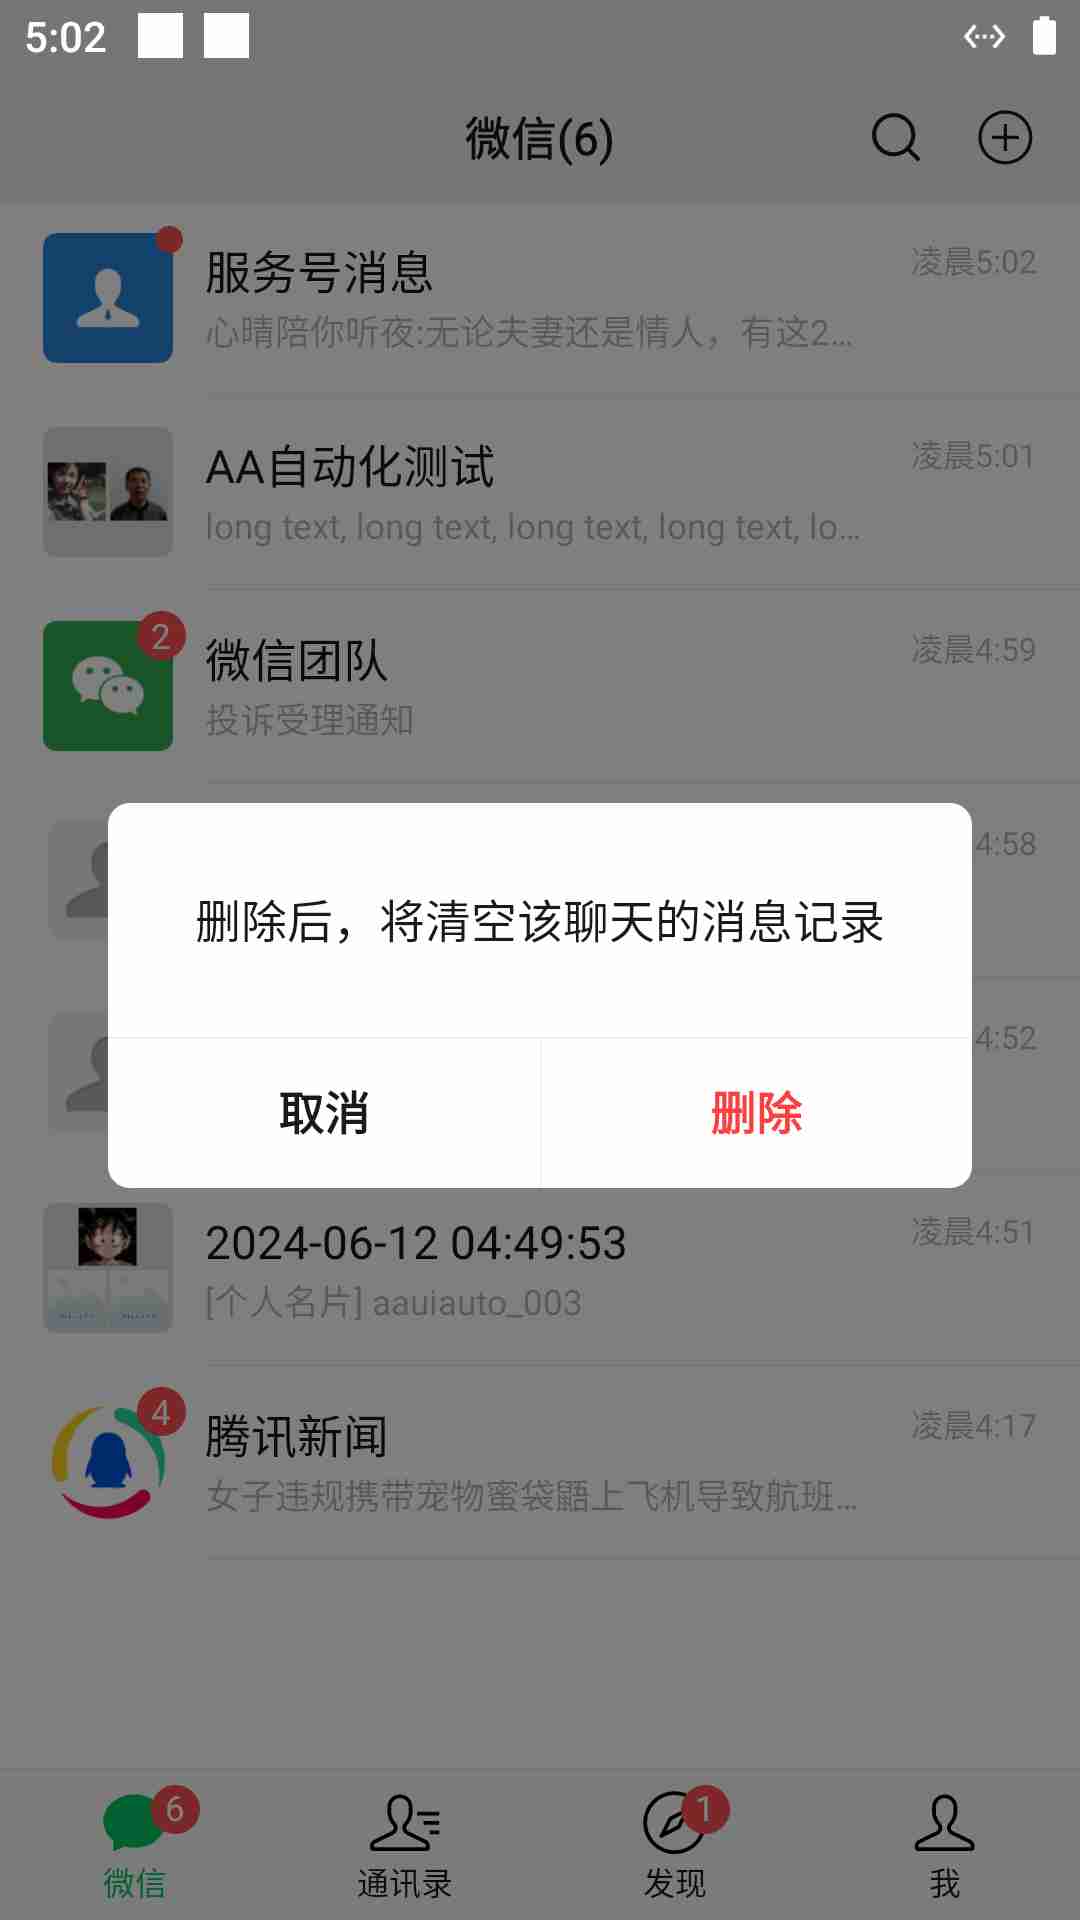 5:02
微信(6)
服务号消息
凌晨5:02
心晴陪你听夜:无论夫妻还是情人，有这2...
AA自动化测试
凌晨5:01
long text, long text, long text, long text, lo...
2
微信团队
凌晨4:59
投诉受理通知
4:58
删除后，将清空该聊天的消息记录
4:52
取消
删除
2024-06-12 04:49:53
凌晨4:51
[个人名片] aauiauto_003
4
腾讯新闻
凌晨4:17
女子违规携带宠物蜜袋鼯上飞机导致航班...
6
1
微信
通讯录
发现
我